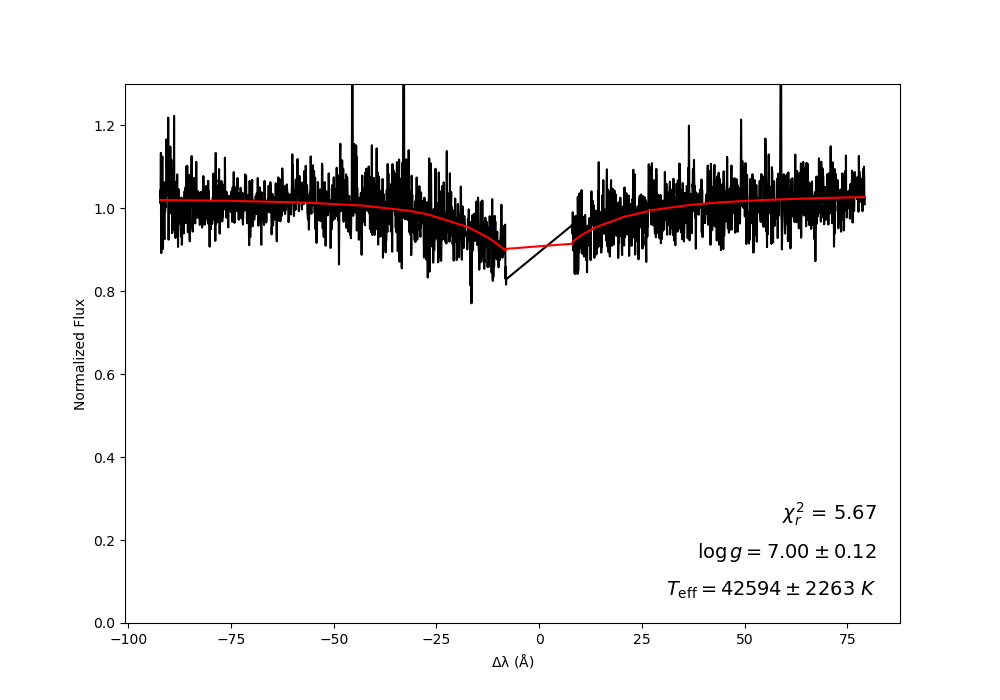 1.2
1.0
0.8
0.6
0.4
0.2
0.0
Normalized Flux
χ²ᵣ = 5.67
log g = 7.00 ± 0.12
T_eff = 42594 ± 2263 K
−100 −75 −50 −25 0 25 50 75
Δλ (Å)